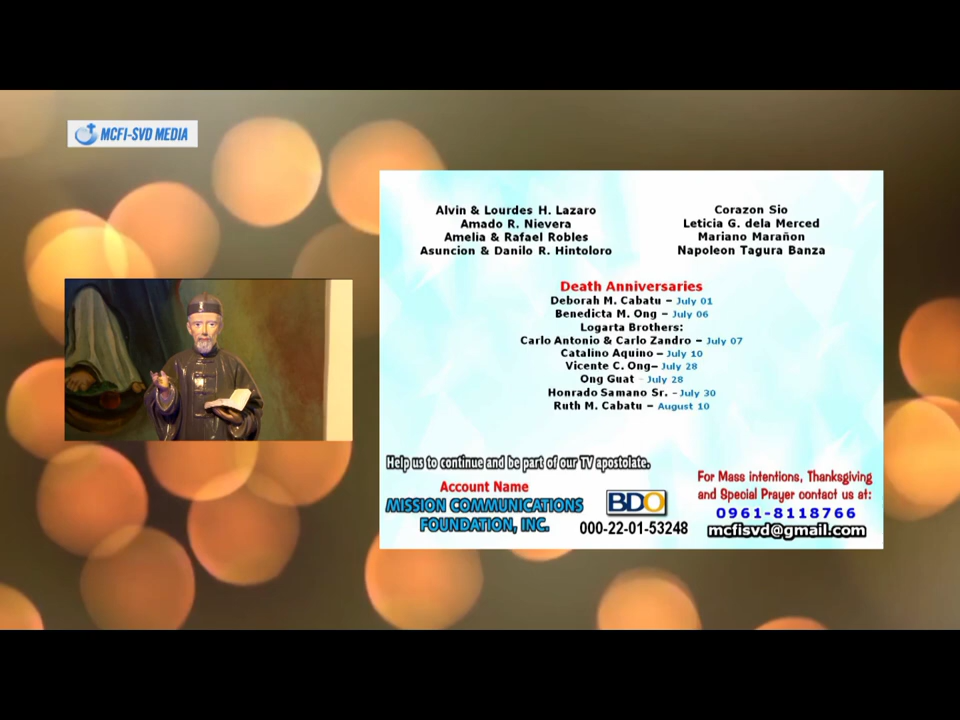 MCFI-SVD MEDIA
Alvin & Lourdes H. Lazaro
Amado R. Nievera
Amelia & Rafael Robles
Asuncion & Danilo R. Hintoloro
Corazon Sio
Leticia G. dela Merced
Mariano Marañon
Napoleon Tagura Banza
Death Anniversaries
Deborah M. Cabatu – July 01
Benedicta M. Ong – July 06
Logarta Brothers:
Carlo Antonio & Carlo Zandro – July 07
Catalino Aquino – July 10
Vicente C. Ong– July 28
Ong Guat – July 28
Honrado Samano Sr. - July 30
Ruth M. Cabatu – August 10
Help us to continue and be part of our TV apostolate.
Account Name
MISSION COMMUNICATIONS
FOUNDATION, INC.
BDO
000-22-01-53248
For Mass intentions, Thanksgiving
and Special Prayer contact us at:
0961-8118766
mcfisvd@gmail.com